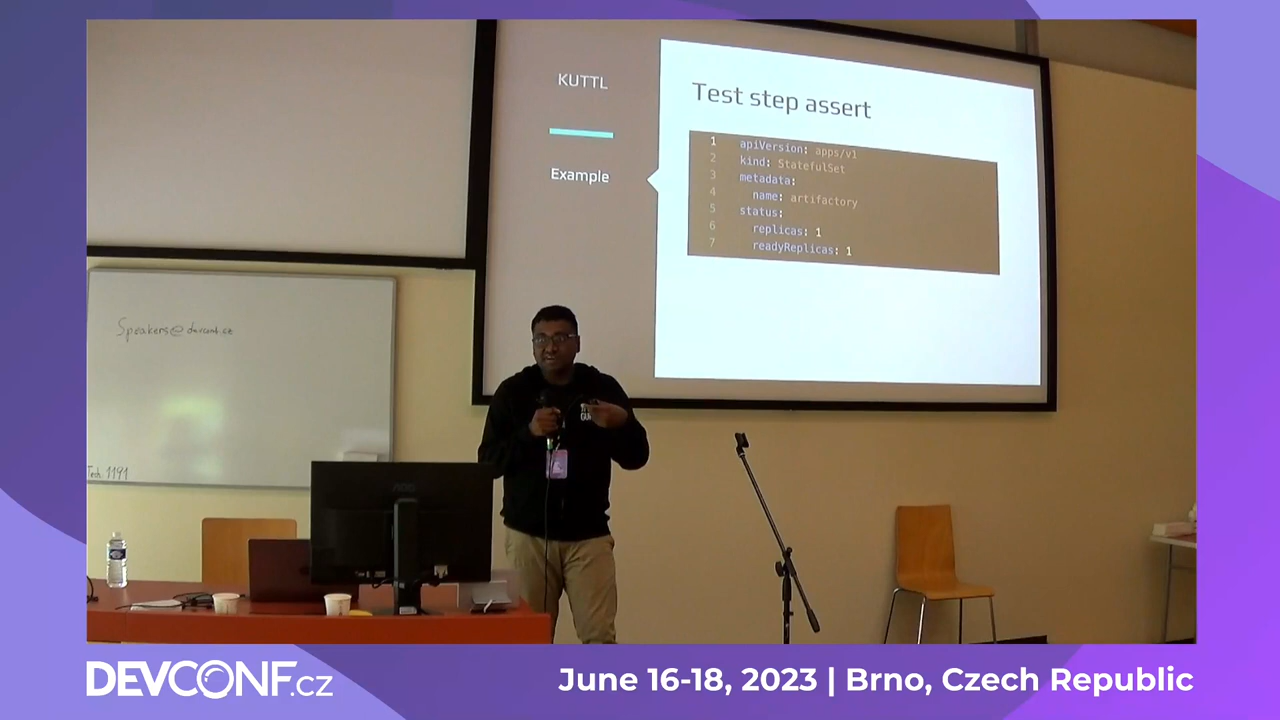 KUTTL
Example
Test step assert
1 apiVersion: apps/v1
2 kind: StatefulSet
3 metadata:
4 name: artifactory
5 status:
6 replicas: 1
7 readyReplicas: 1
Speakers@devconf.cz
Tech. 1191
AOC
DEVCONF.CZ
June 16-18, 2023 | Brno, Czech Republic